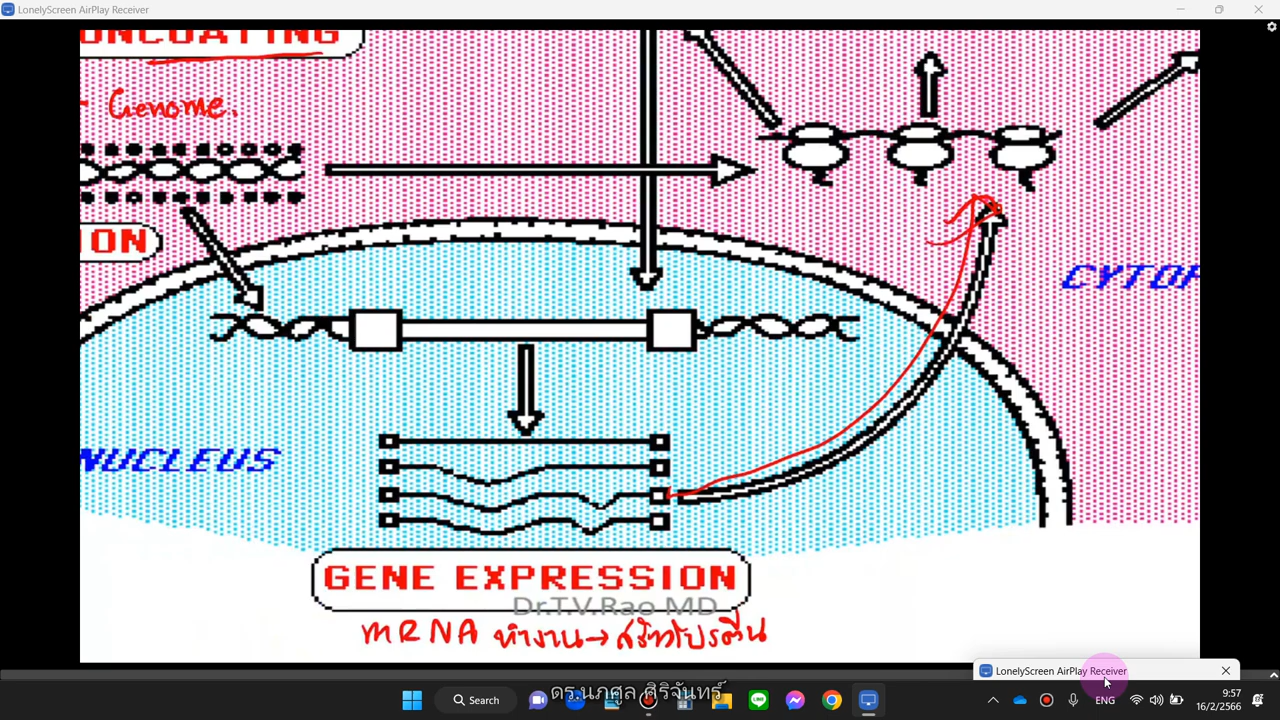 LonelyScreen AirPlay Receiver
ONCOATING
Genome.
ION
CYTOP
NUCLEUS
GENE EXPRESSION
Dr.T.V.Rao MD
mRNA ทำงาน→สร้างโปรตีน
LonelyScreen AirPlay Receiver
ดร.นภศูล ศิริจันทร์
Search
ENG
9:57
16/2/2566